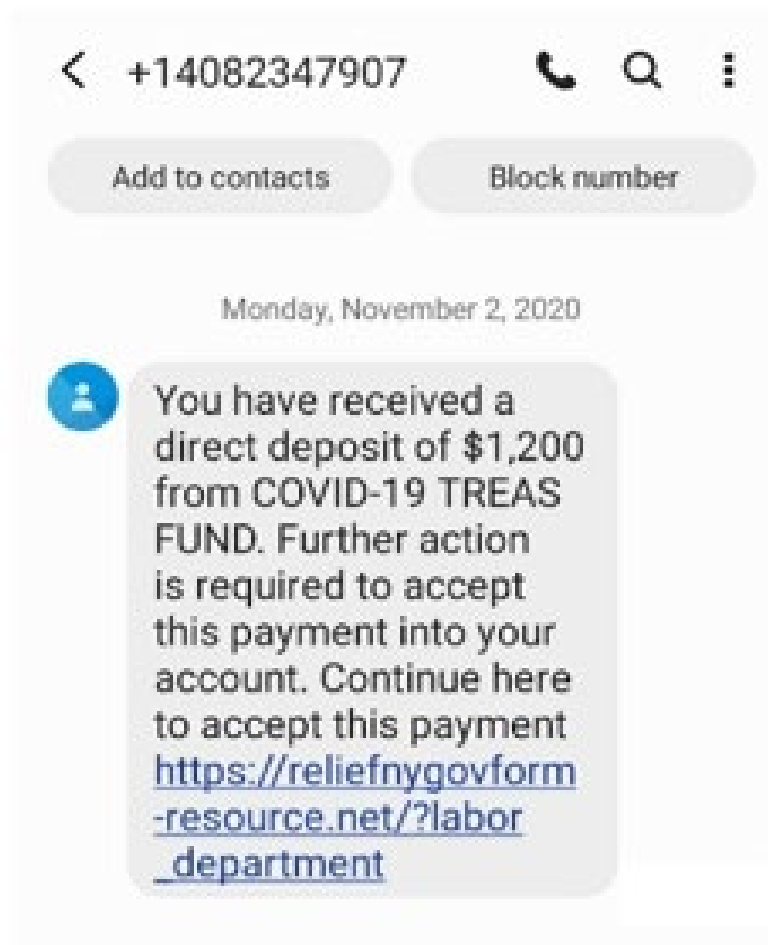 +14082347907
Add to contacts
Block number
Monday, November 2, 2020
You have received a
direct deposit of $1,200
from COVID-19 TREAS
FUND. Further action
is required to accept
this payment into your
account. Continue here
to accept this payment
https://reliefnygovform
-resource.net/?labor
_department